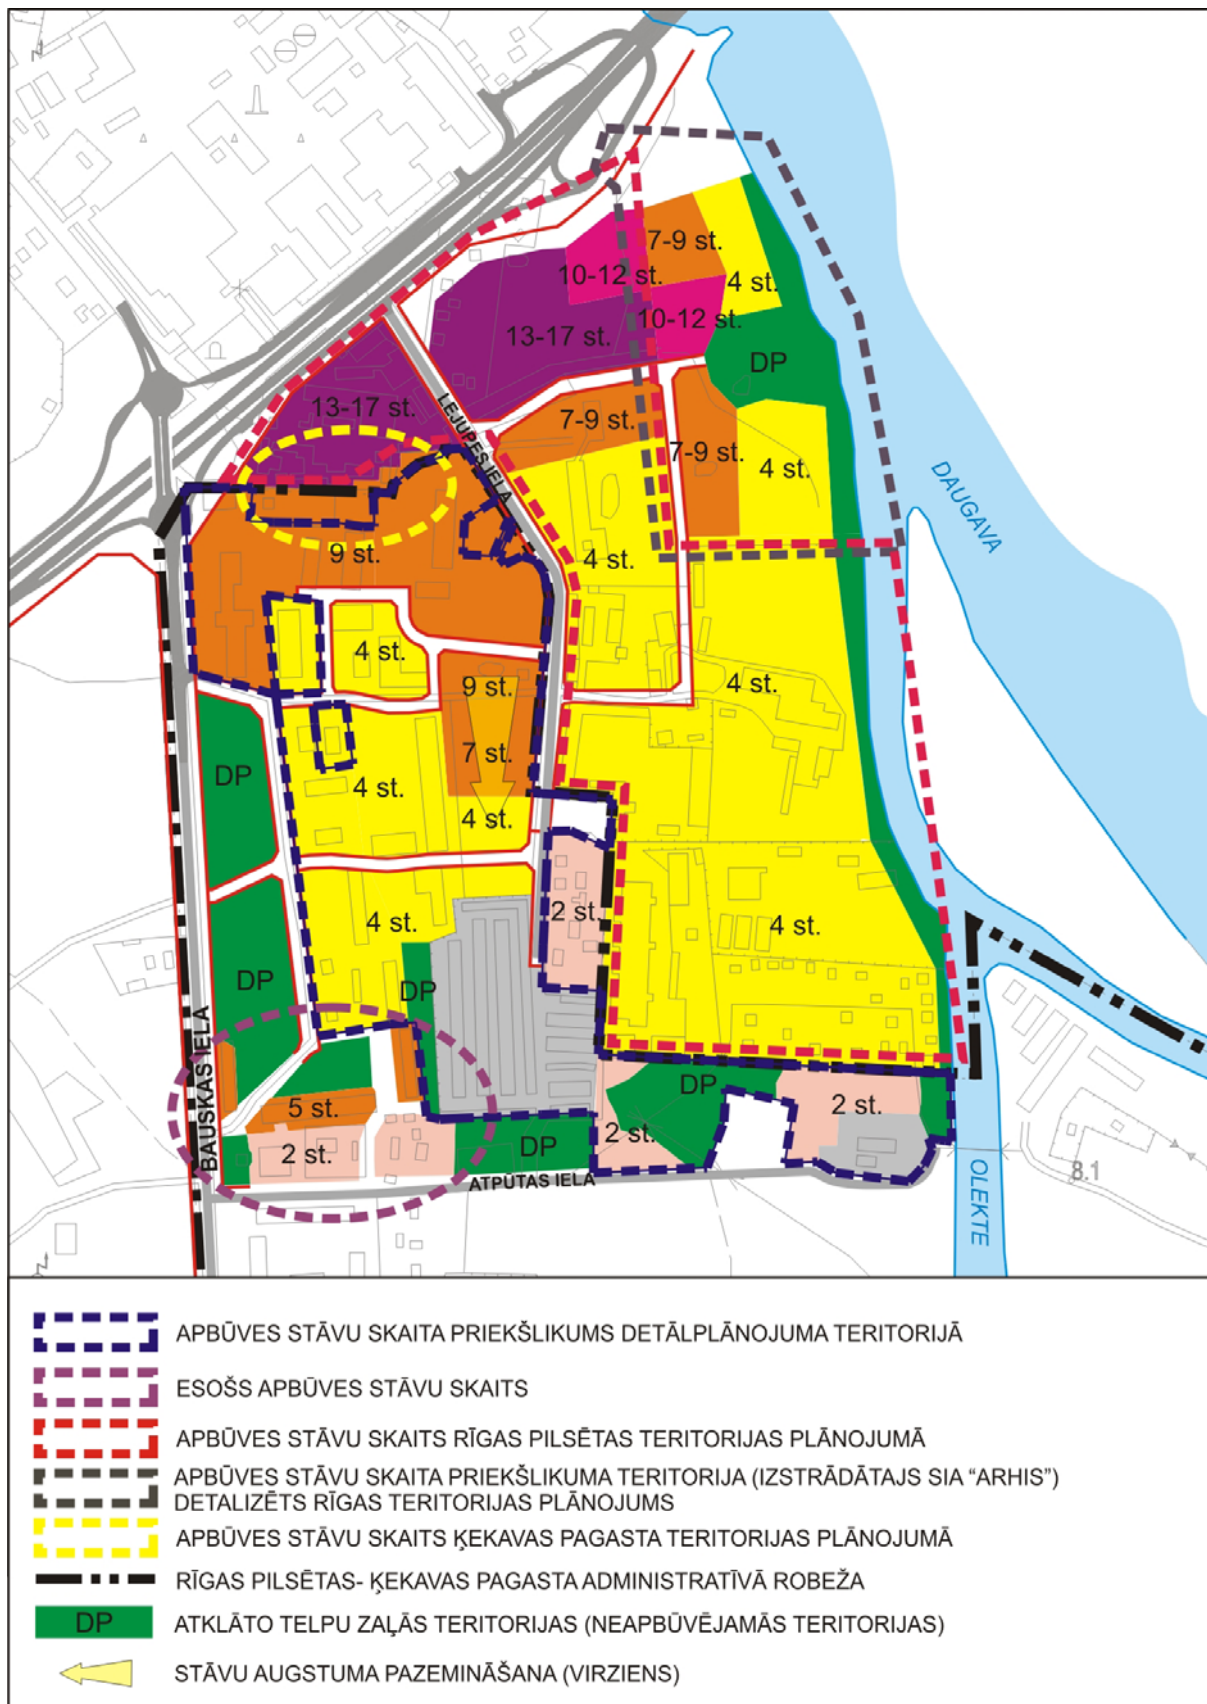 7-9 st.
10-12 st.
4 st.
10-12 st.
13-17 st.
DP
13-17 st.
LEJUPES IELA
7-9 st.
7-9 st.
4 st.
DAUGAVA
9 st.
4 st.
4 st.
9 st.
4 st.
7 st.
DP
4 st.
4 st.
2 st.
4 st.
4 st.
DP
DP
BAUSKAS IELA
DP
5 st.
2 st.
2 st.
2 st.
DP
ATPŪTAS IELA
8.1
OLEKTE
APBŪVES STĀVU SKAITA PRIEKŠLIKUMS DETĀLPLĀNOJUMA TERITORIJĀ
ESOŠS APBŪVES STĀVU SKAITS
APBŪVES STĀVU SKAITS RĪGAS PILSĒTAS TERITORIJAS PLĀNOJUMĀ
APBŪVES STĀVU SKAITA PRIEKŠLIKUMA TERITORIJA (IZSTRĀDĀTAJS SIA “ARHIS”)
DETALIZĒTS RĪGAS TERITORIJAS PLĀNOJUMS
APBŪVES STĀVU SKAITS ĶEKAVAS PAGASTA TERITORIJAS PLĀNOJUMĀ
RĪGAS PILSĒTAS- ĶEKAVAS PAGASTA ADMINISTRATĪVĀ ROBEŽA
DP ATKLĀTO TELPU ZAĻĀS TERITORIJAS (NEAPBŪVĒJAMĀS TERITORIJAS)
STĀVU AUGSTUMA PAZEMINĀŠANA (VIRZIENS)